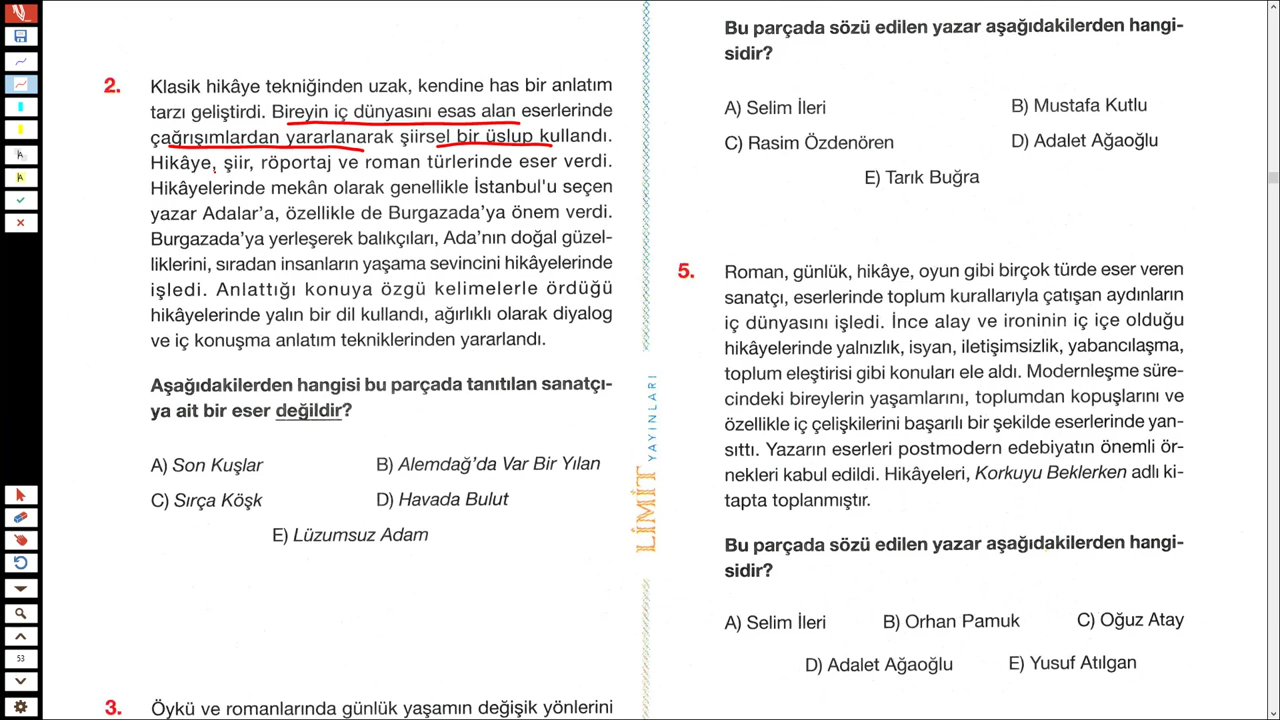 2.
Klasik hikâye tekniğinden uzak, kendine has bir anlatım
tarzı geliştirdi. Bireyin iç dünyasını esas alan eserlerinde
çağrışımlardan yararlanarak şiirsel bir üslup kullandı.
Hikâye, şiir, röportaj ve roman türlerinde eser verdi.
Hikâyelerinde mekân olarak genellikle İstanbul'u seçen
yazar Adalar'a, özellikle de Burgazada'ya önem verdi.
Burgazada'ya yerleşerek balıkçıları, Ada'nın doğal güzel-
liklerini, sıradan insanların yaşama sevincini hikâyelerinde
işledi. Anlattığı konuya özgü kelimelerle ördüğü
hikâyelerinde yalın bir dil kullandı, ağırlıklı olarak diyalog
ve iç konuşma anlatım tekniklerinden yararlandı.
Aşağıdakilerden hangisi bu parçada tanıtılan sanatçı-
ya ait bir eser değildir?
A) Son Kuşlar
B) Alemdağ'da Var Bir Yılan
C) Sırça Köşk
D) Havada Bulut
E) Lüzumsuz Adam
3.
Öykü ve romanlarında günlük yaşamın değişik yönlerini
LİMİT YAYINLARI
Bu parçada sözü edilen yazar aşağıdakilerden hangi-
sidir?
A) Selim İleri
B) Mustafa Kutlu
C) Rasim Özdenören
D) Adalet Ağaoğlu
E) Tarık Buğra
5.
Roman, günlük, hikâye, oyun gibi birçok türde eser veren
sanatçı, eserlerinde toplum kurallarıyla çatışan aydınların
iç dünyasını işledi. İnce alay ve ironinin iç içe olduğu
hikâyelerinde yalnızlık, isyan, iletişimsizlik, yabancılaşma,
toplum eleştirisi gibi konuları ele aldı. Modernleşme süre-
cindeki bireylerin yaşamlarını, toplumdan kopuşlarını ve
özellikle iç çelişkilerini başarılı bir şekilde eserlerinde yan-
sıttı. Yazarın eserleri postmodern edebiyatın önemli ör-
nekleri kabul edildi. Hikâyeleri, Korkuyu Beklerken adlı ki-
tapta toplanmıştır.
Bu parçada sözü edilen yazar aşağıdakilerden hangi-
sidir?
A) Selim İleri
B) Orhan Pamuk
C) Oğuz Atay
D) Adalet Ağaoğlu
E) Yusuf Atılgan
53